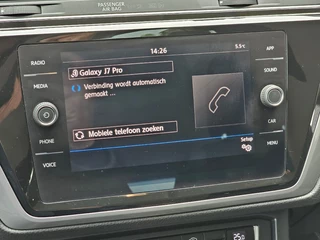 PASSENGER
AIR BAG
14:26
5.5°C
RADIO
MEDIA
PHONE
VOICE
APP
SOUND
CAR
MENU
Galaxy J7 Pro
Verbinding wordt automatisch
gemaakt ...
Mobiele telefoon zoeken
Setup